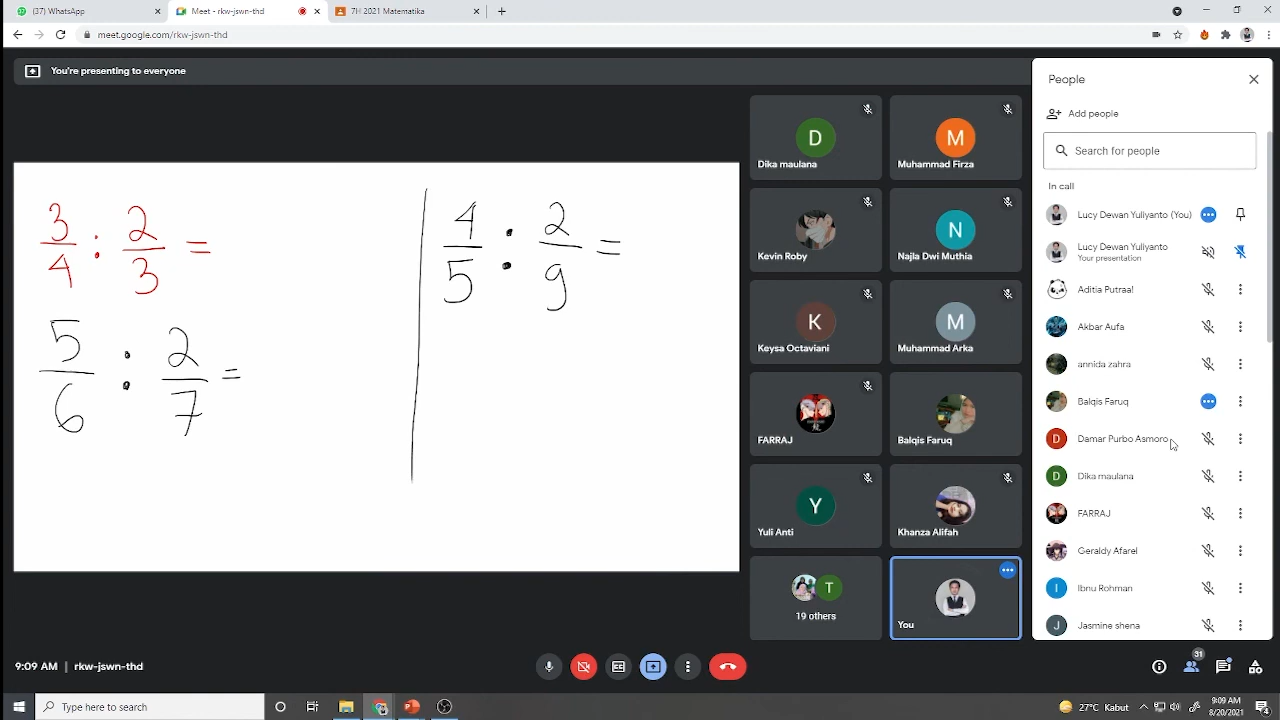 (37) WhatsApp
Meet - rkw-jswn-thd
7H 2021 Matematika
meet.google.com/rkw-jswn-thd
You're presenting to everyone
3/4 : 2/3 =
5/6 : 2/7 =
4/5 : 2/9 =
D
Dika maulana
M
Muhammad Firza
Kevin Roby
N
Najla Dwi Muthia
K
Keysa Octaviani
M
Muhammad Arka
FARRAJ
Balqis Faruq
Y
Yuli Anti
Khanza Alifah
T
19 others
You
People
Add people
Search for people
In call
Lucy Dewan Yuliyanto (You)
Lucy Dewan Yuliyanto
Your presentation
Aditia Putraa!
Akbar Aufa
annida zahra
Balqis Faruq
D Damar Purbo Asmoro
D Dika maulana
FARRAJ
Geraldy Afarel
I Ibnu Rohman
J Jasmine shena
9:09 AM | rkw-jswn-thd
31
Type here to search
27°C Kabut
9:09 AM
8/20/2021
4